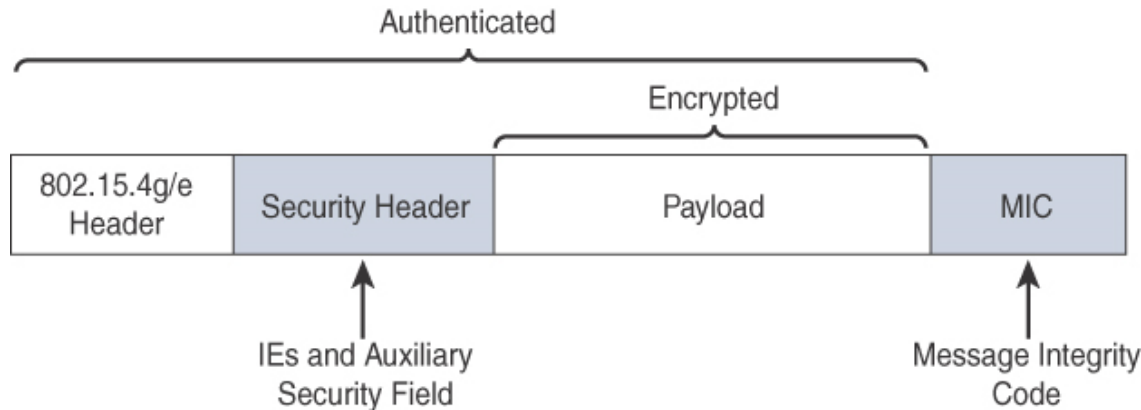 Authenticated
Encrypted
802.15.4g/e
Header
Security Header
Payload
MIC
IEs and Auxiliary
Security Field
Message Integrity
Code